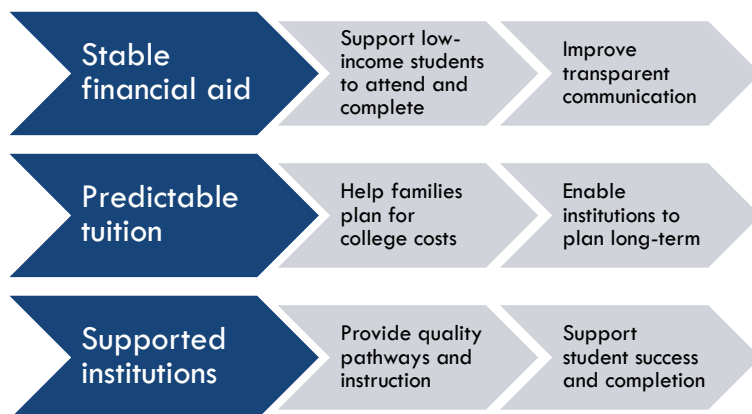 Stable
financial aid
Support low-
income students
to attend and
complete
Improve
transparent
communication
Predictable
tuition
Help families
plan for
college costs
Enable
institutions to
plan long-term
Supported
institutions
Provide quality
pathways and
instruction
Support
student success
and completion